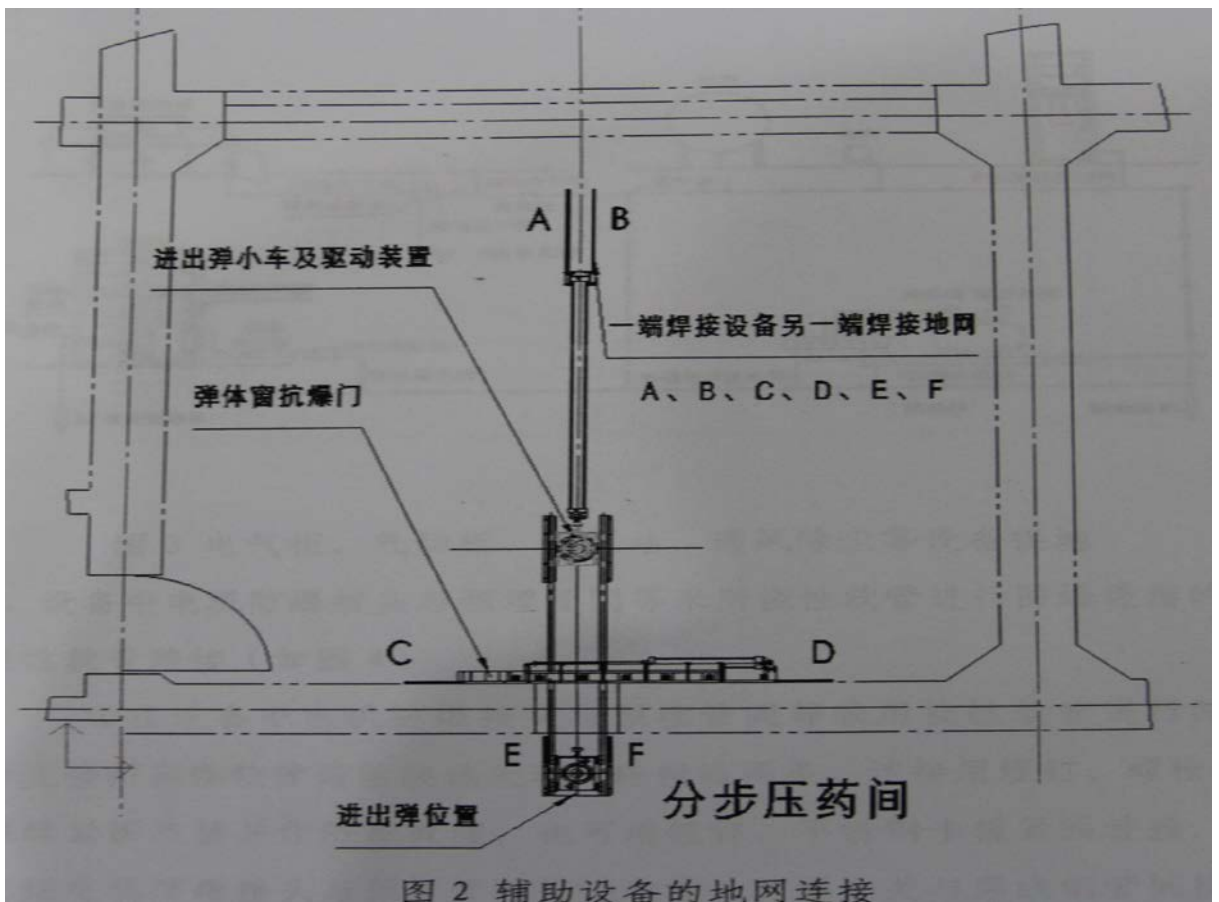 A B
进出弹小车及驱动装置
一端焊接设备另一端焊接地网
A、B、C、D、E、F
弹体窗抗爆门
C D
E F
进出弹位置
分步压药间
图 2 辅助设备的地网连接